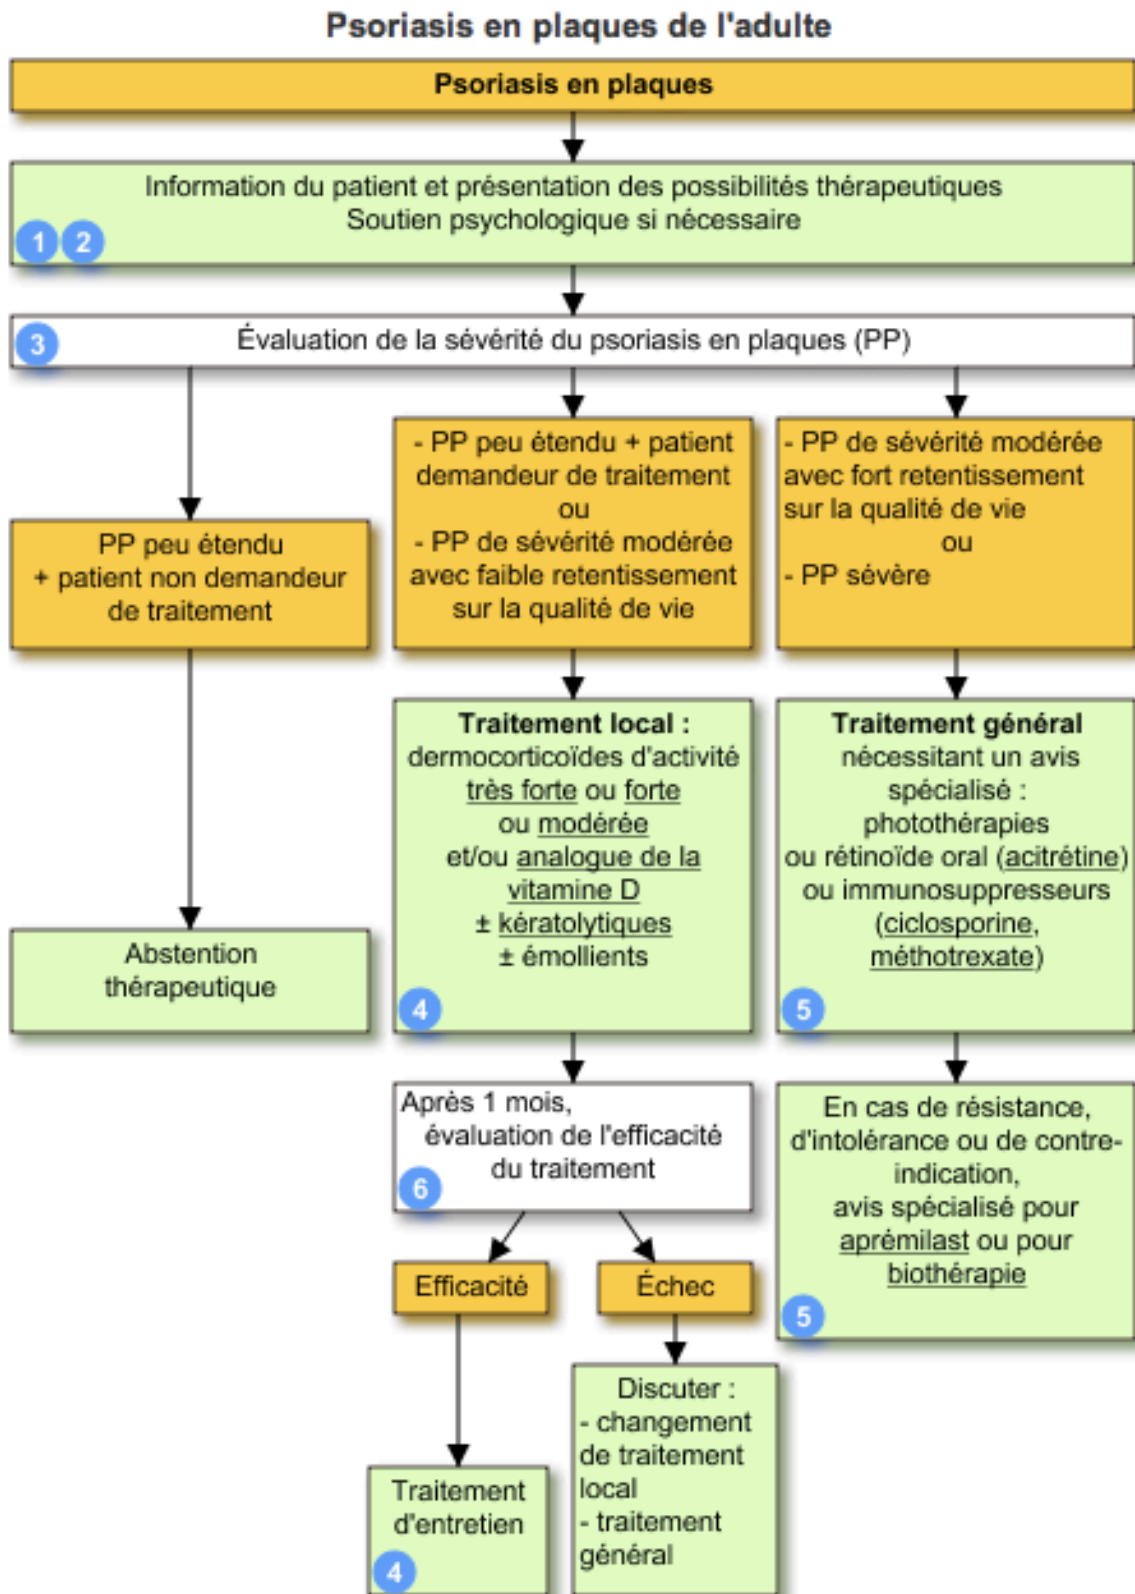 Psoriasis en plaques de l'adulte
Psoriasis en plaques
Information du patient et présentation des possibilités thérapeutiques
Soutien psychologique si nécessaire
1 2
3
Évaluation de la sévérité du psoriasis en plaques (PP)
PP peu étendu
+ patient non demandeur
de traitement
- PP peu étendu + patient
demandeur de traitement
ou
- PP de sévérité modérée
avec faible retentissement
sur la qualité de vie
- PP de sévérité modérée
avec fort retentissement
sur la qualité de vie
ou
- PP sévère
Abstention
thérapeutique
Traitement local :
dermocorticoïdes d'activité
très forte ou forte
ou modérée
et/ou analogue de la
vitamine D
± kératolytiques
± émollients
4
Traitement général
nécessitant un avis
spécialisé :
photothérapies
ou rétinoïde oral (acitrétine)
ou immunosuppresseurs
(ciclosporine,
méthotrexate)
5
Après 1 mois,
évaluation de l'efficacité
du traitement
6
En cas de résistance,
d'intolérance ou de contre-
indication,
avis spécialisé pour
aprémilast ou pour
biothérapie
5
Efficacité
Échec
Traitement
d'entretien
4
Discuter :
- changement
de traitement
local
- traitement
général